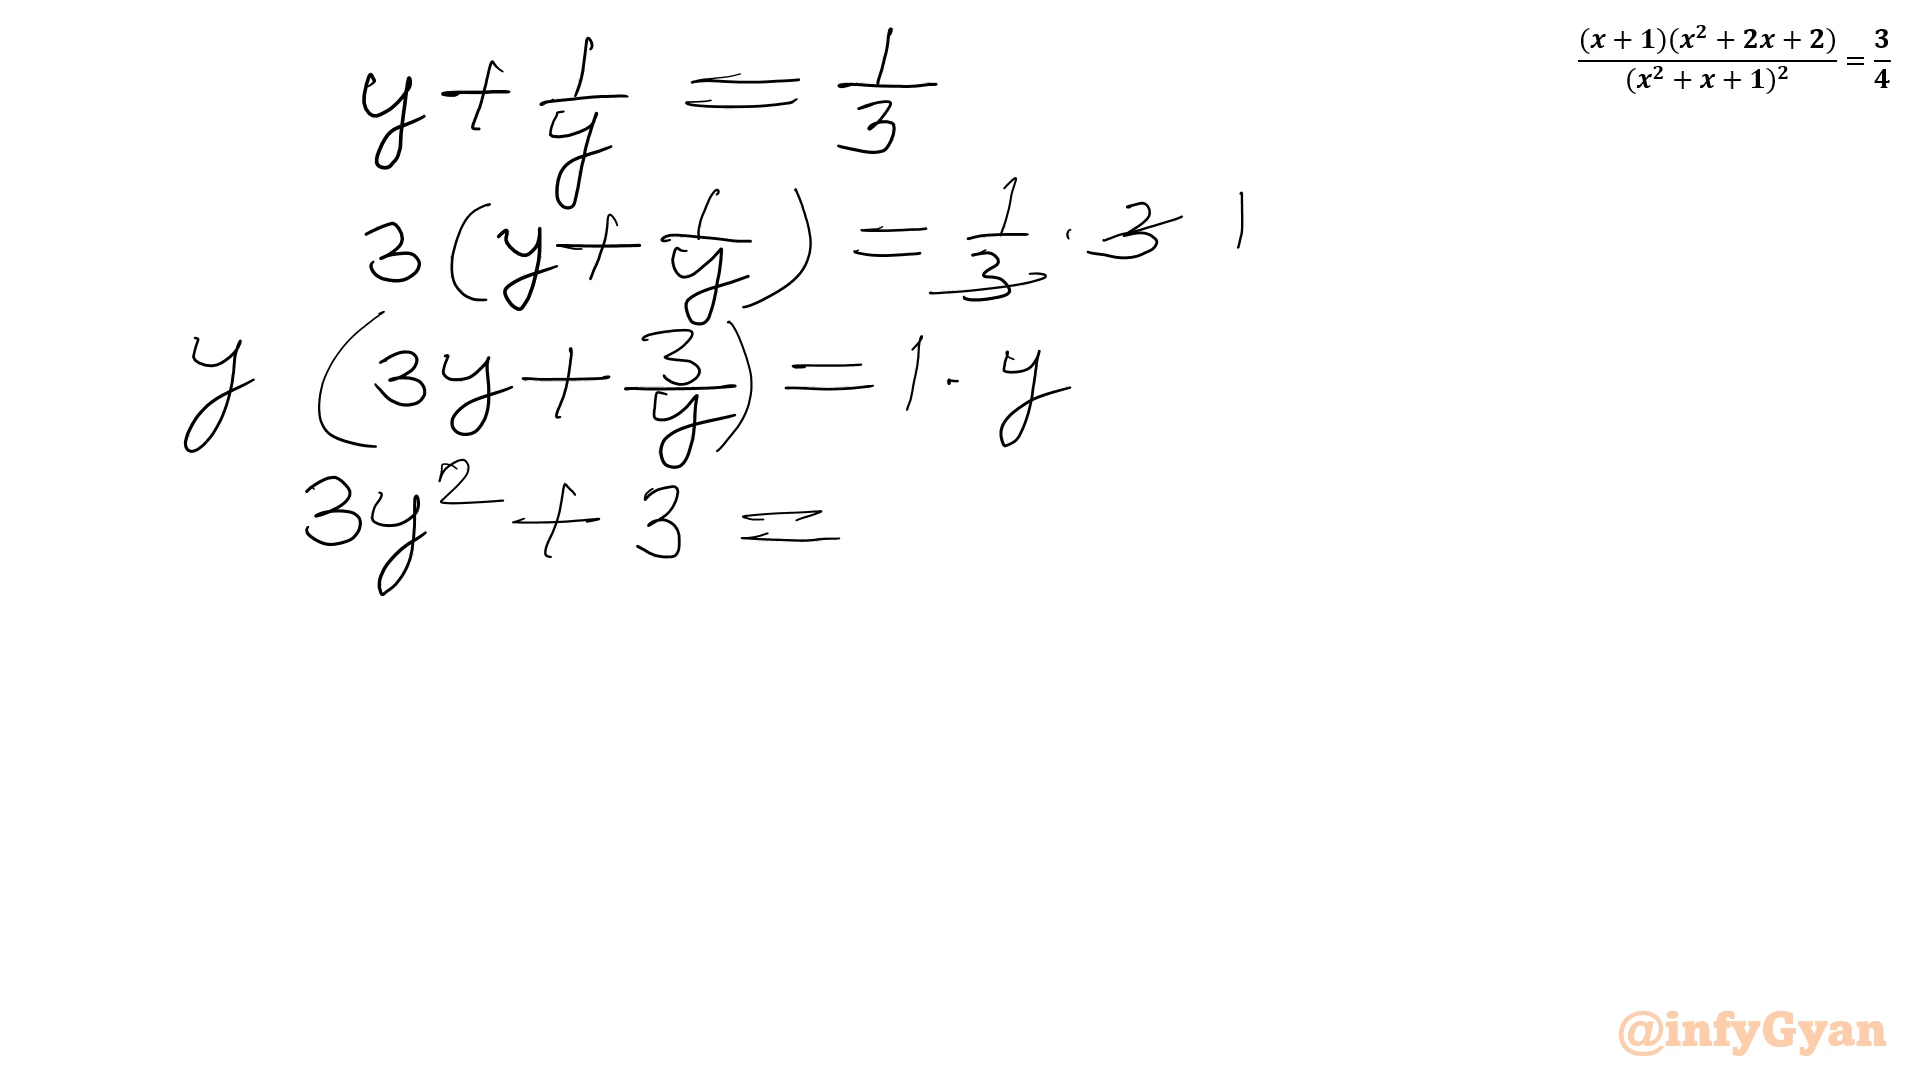 y + 1/y = 1/3
(x + 1)(x² + 2x + 2)/(x² + x + 1)² = 3/4
3(y + 1/y) = 1/3 · 3 1
y (3y + 3/y) = 1 · y
3y² + 3 =
@infyGyan